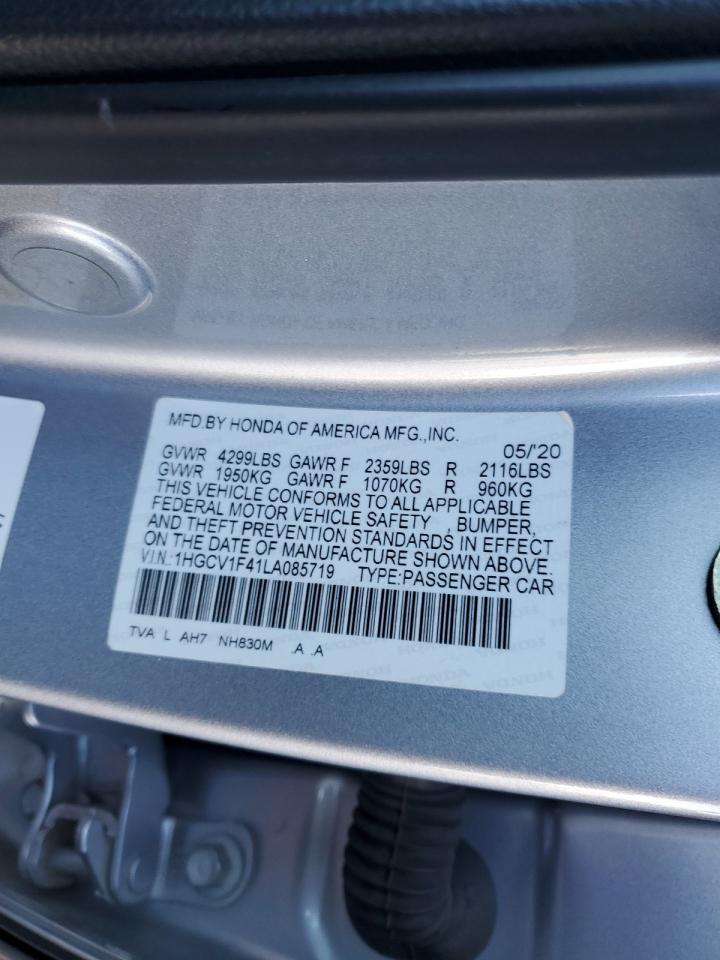 MFD.BY HONDA OF AMERICA MFG.,INC.
05/'20
GVWR 4299LBS GAWR F 2359LBS R 2116LBS
GVWR 1950KG GAWR F 1070KG R 960KG
THIS VEHICLE CONFORMS TO ALL APPLICABLE
FEDERAL MOTOR VEHICLE SAFETY , BUMPER,
AND THEFT PREVENTION STANDARDS IN EFFECT
ON THE DATE OF MANUFACTURE SHOWN ABOVE.
V.I.N.:1HGCV1F41LA085719 TYPE:PASSENGER CAR
TVA L AH7 NH830M .A .A
HONDA